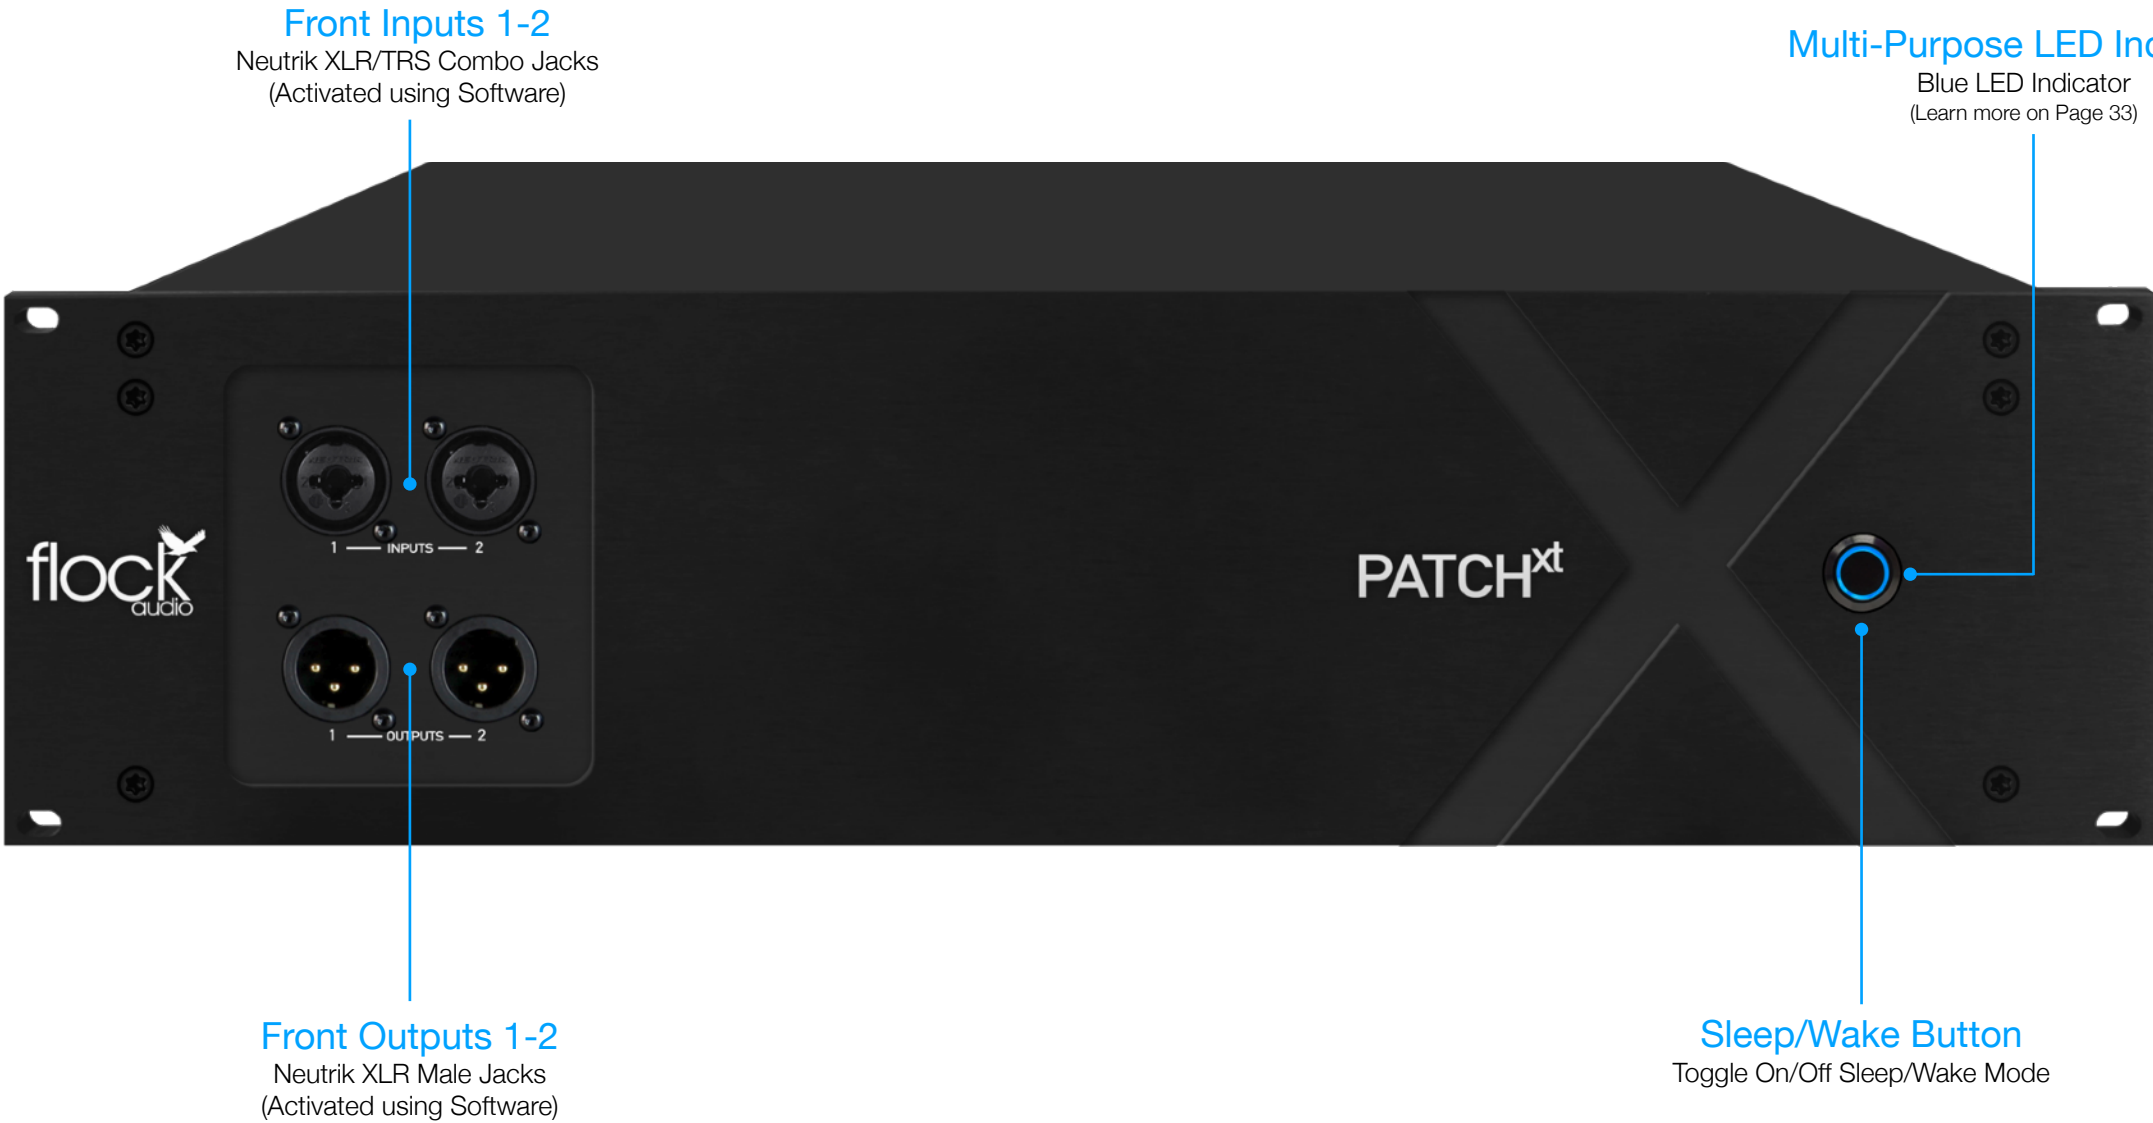 Front Inputs 1-2
Neutrik XLR/TRS Combo Jacks
(Activated using Software)
Multi-Purpose LED
Blue LED Indicator
(Learn more on Page 33)
1 INPUTS 2
flock
audio
PATCHxt
1 OUTPUTS 2
Front Outputs 1-2
Neutrik XLR Male Jacks
(Activated using Software)
Sleep/Wake Button
Toggle On/Off Sleep/Wake Mode